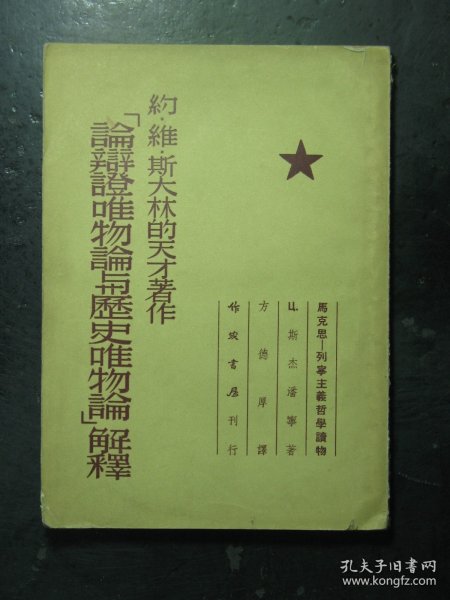 馬克思—列寧主義哲學讀物
Ц.斯杰潘寧著
方德厚譯
作家書屋刊行
約·維·斯大林的天才著作
「論辯證唯物論与歷史唯物論」解釋
孔夫子旧书网
www.kongfz.com